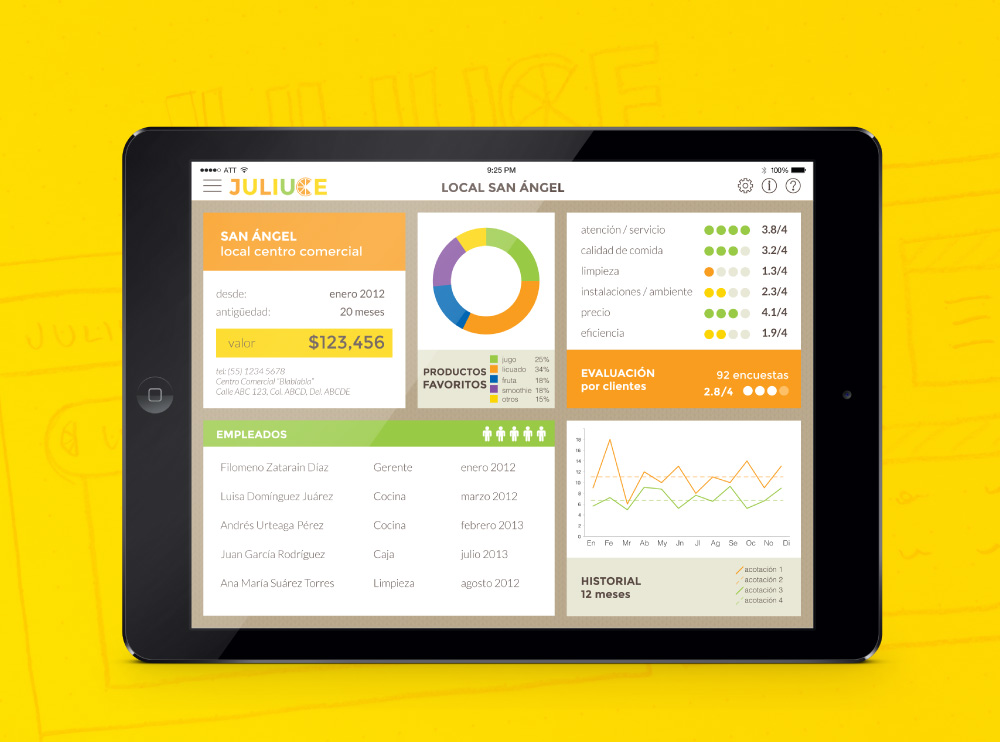 JULIUCE
ATT
9:25 PM
100%
JULIUCE
LOCAL SAN ÁNGEL
SAN ÁNGEL
local centro comercial
desde: enero 2012
antigüedad: 20 meses
valor $123,456
tel: (55) 1234 5678
Centro Comercial "Blablabla"
Calle ABC 123, Col. ABCD, Del. ABCDE
PRODUCTOS
FAVORITOS
jugo 25%
licuado 34%
fruta 18%
smoothie 18%
otros 15%
atención / servicio 3.8/4
calidad de comida 3.2/4
limpieza 1.3/4
instalaciones / ambiente 2.3/4
precio 4.1/4
eficiencia 1.9/4
EVALUACIÓN
por clientes
92 encuestas
2.8/4
EMPLEADOS
Filomeno Zatarain Díaz Gerente enero 2012
Luisa Domínguez Juárez Cocina marzo 2012
Andrés Urteaga Pérez Cocina febrero 2013
Juan García Rodríguez Caja julio 2013
Ana María Suárez Torres Limpieza agosto 2012
18
16
14
12
10
8
6
4
2
0
En Fe Mr Ab My Jn Jl Ag Se Oc No Di
HISTORIAL
12 meses
acotación 1
acotación 2
acotación 3
acotación 4